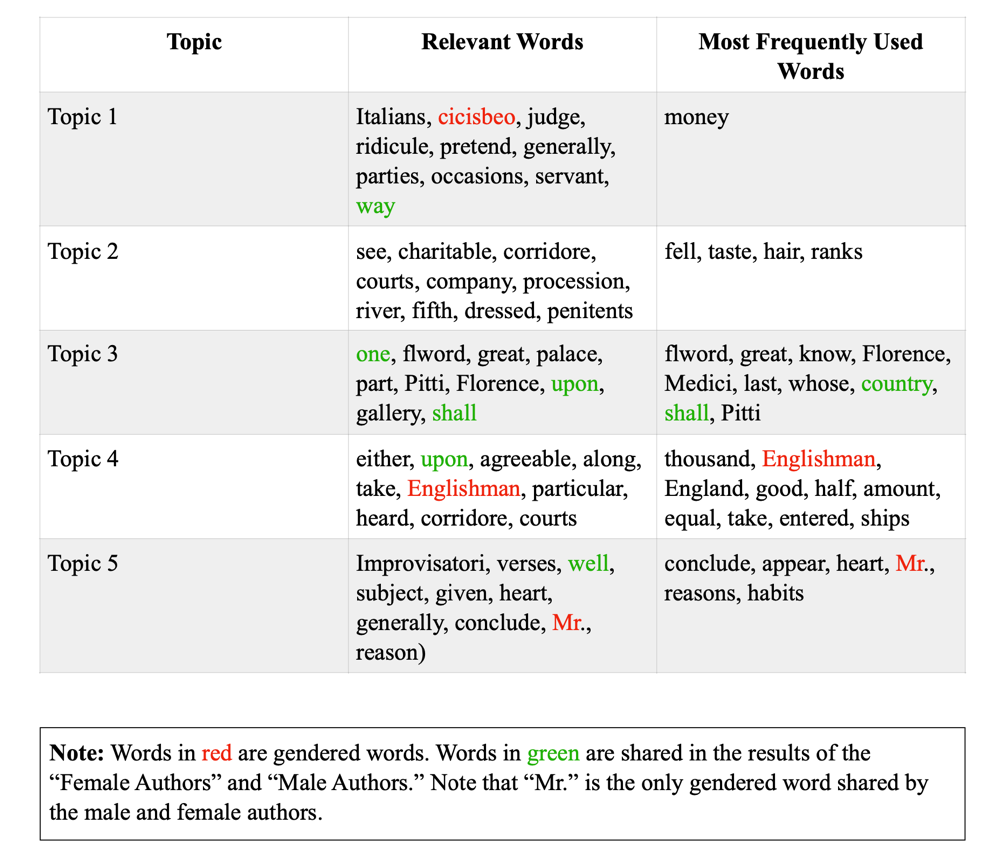 Topic Relevant Words Most Frequently Used
Words
Topic 1 Italians, cicisbeo, judge, money
ridicule, pretend, generally,
parties, occasions, servant,
way
Topic 2 see, charitable, corridore, fell, taste, hair, ranks
courts, company, procession,
river, fifth, dressed, penitents
Topic 3 one, flword, great, palace, flword, great, know, Florence,
part, Pitti, Florence, upon, Medici, last, whose, country,
gallery, shall shall, Pitti
Topic 4 either, upon, agreeable, along, thousand, Englishman,
take, Englishman, particular, England, good, half, amount,
heard, corridore, courts equal, take, entered, ships
Topic 5 Improvisatori, verses, well, conclude, appear, heart, Mr.,
subject, given, heart, reasons, habits
generally, conclude, Mr.,
reason)
Note: Words in red are gendered words. Words in green are shared in the results of the
“Female Authors” and “Male Authors.” Note that “Mr.” is the only gendered word shared by
the male and female authors.